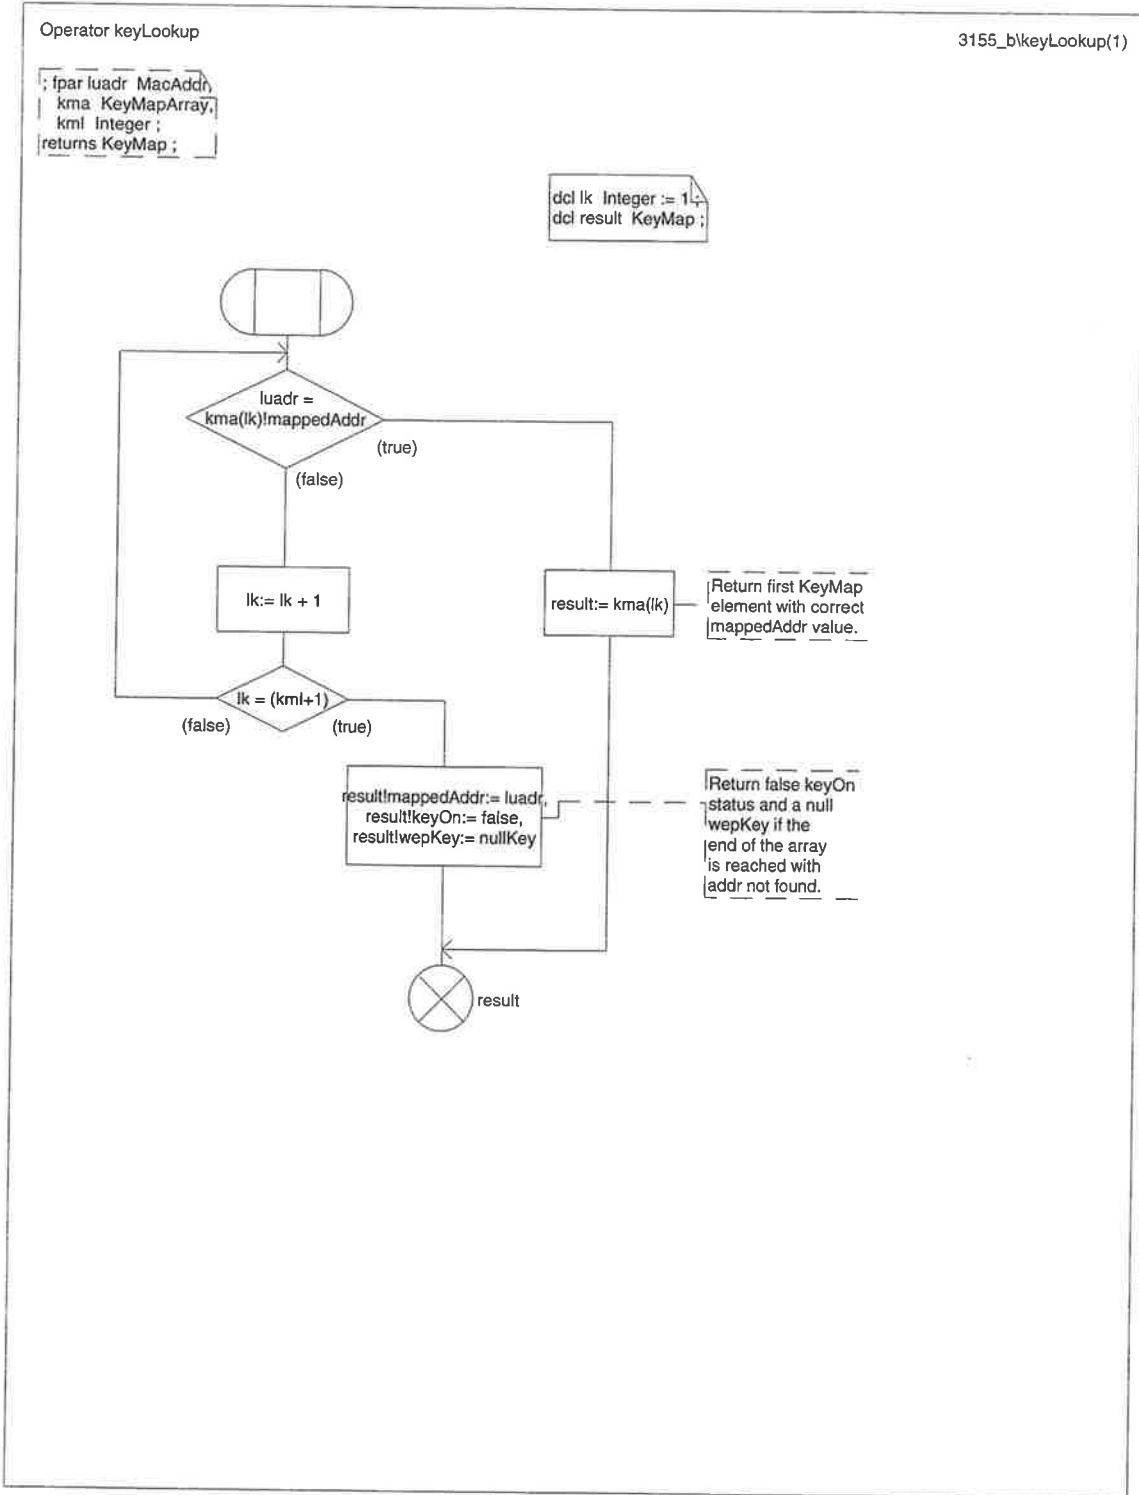 Operator keyLookup
3155_b\keyLookup(1)
; fpar luadr MacAddr,
kma KeyMapArray,
kml Integer ;
returns KeyMap ;
dcl lk Integer := 1 ;
dcl result KeyMap ;
luadr =
kma(lk)!mappedAddr
(true)
(false)
lk:= lk + 1
result:= kma(lk)
Return first KeyMap
element with correct
mappedAddr value.
lk = (kml+1)
(false)
(true)
result!mappedAddr:= luadr,
result!keyOn:= false,
result!wepKey:= nullKey
Return false keyOn
status and a null
wepKey if the
end of the array
is reached with
addr not found.
result